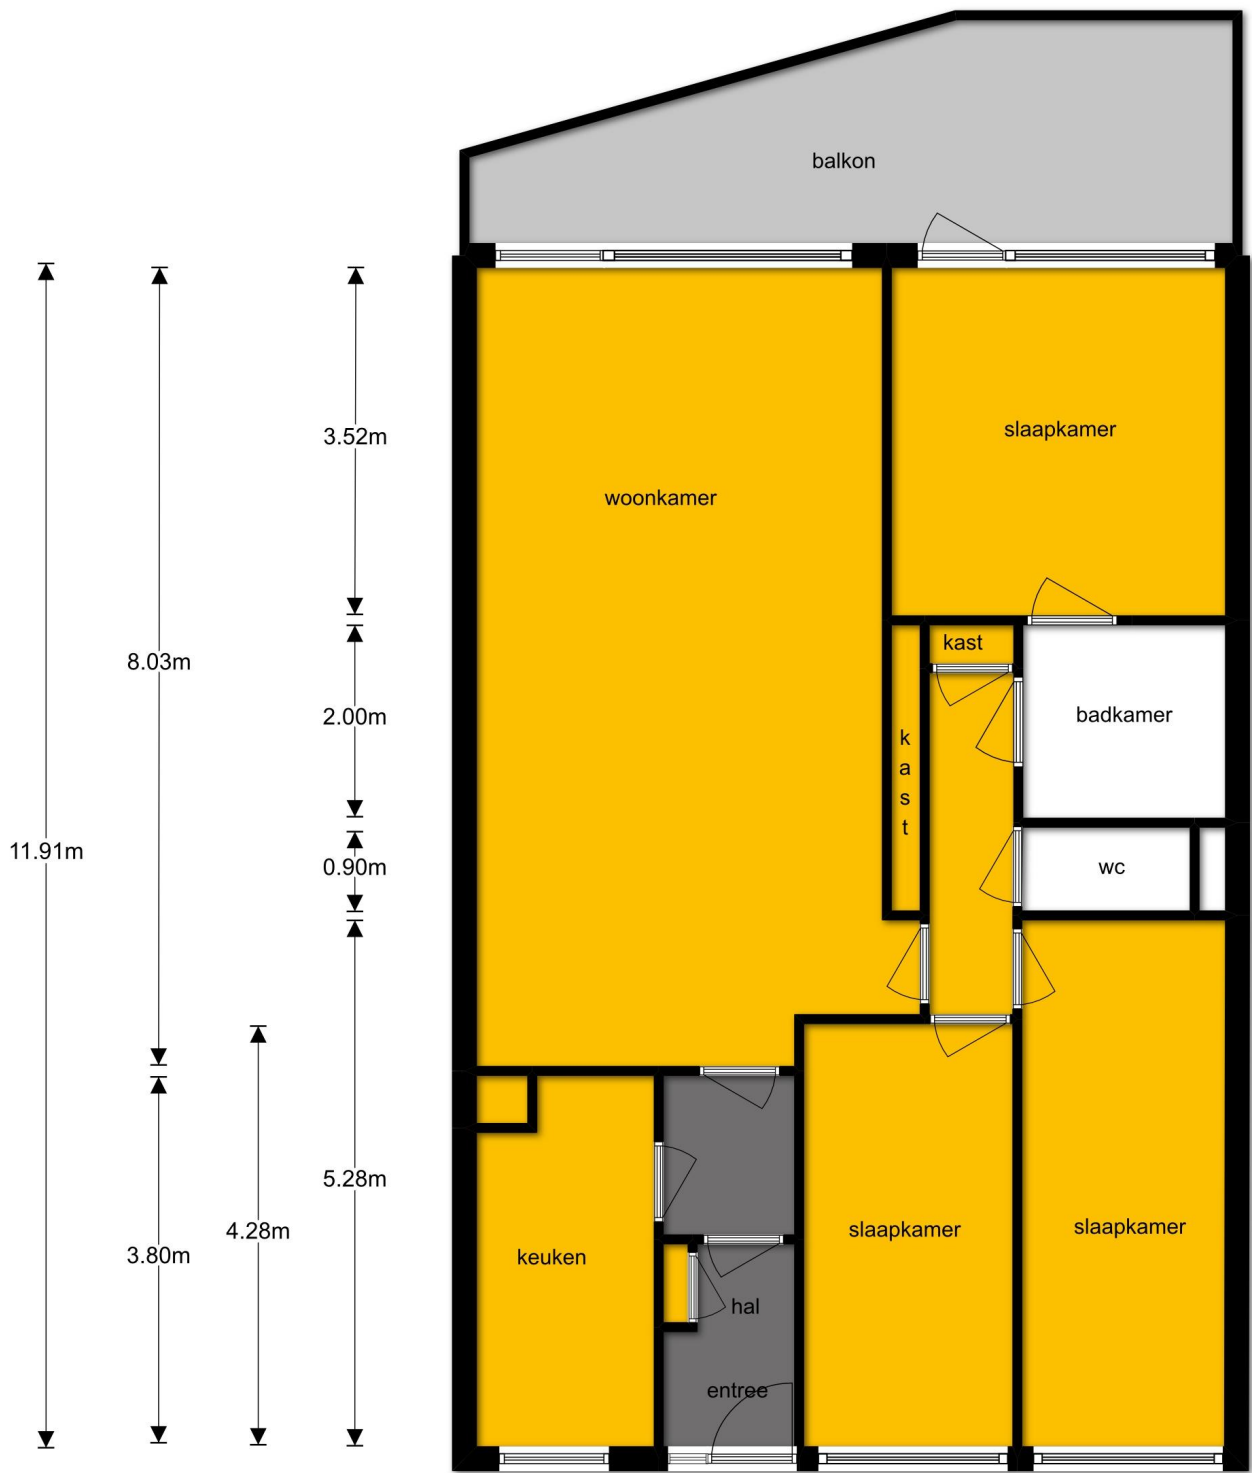 balkon
3.52m
slaapkamer
woonkamer
kast
8.03m
2.00m
badkamer
k
a
s
t
11.91m
0.90m
wc
5.28m
4.28m
slaapkamer
slaapkamer
3.80m
keuken
hal
entree